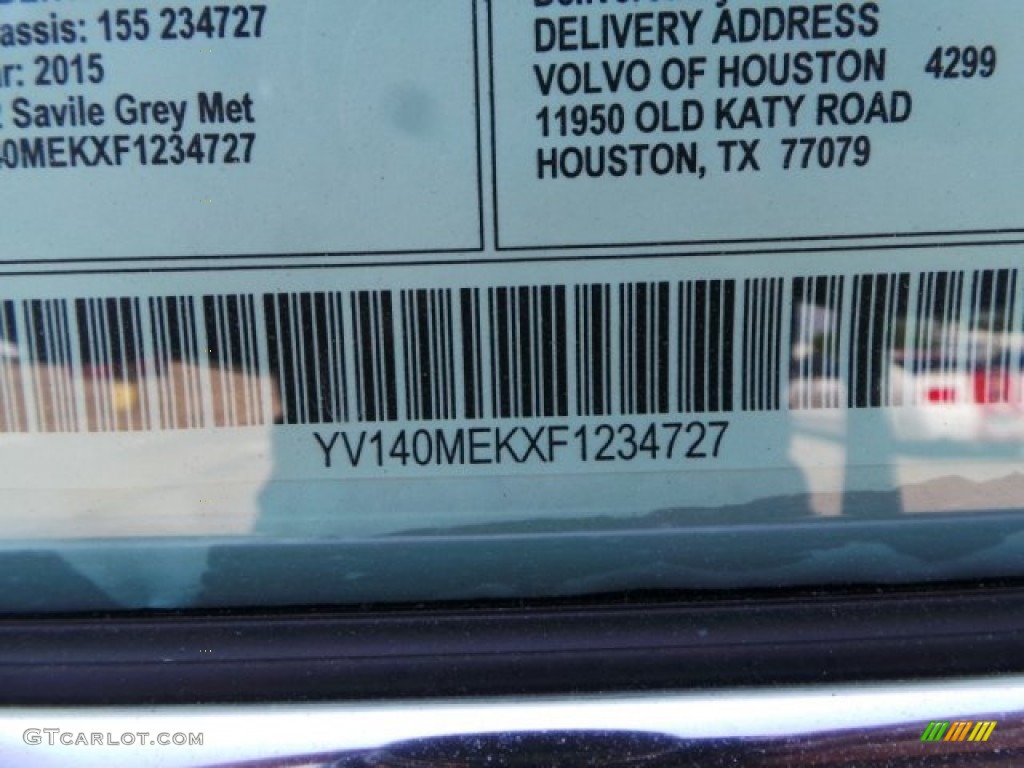 assis: 155 234727
r: 2015
: Savile Grey Met
40MEKXF1234727
DELIVERY ADDRESS
VOLVO OF HOUSTON 4299
11950 OLD KATY ROAD
HOUSTON, TX 77079
YV140MEKXF1234727
GTCARLOT.COM